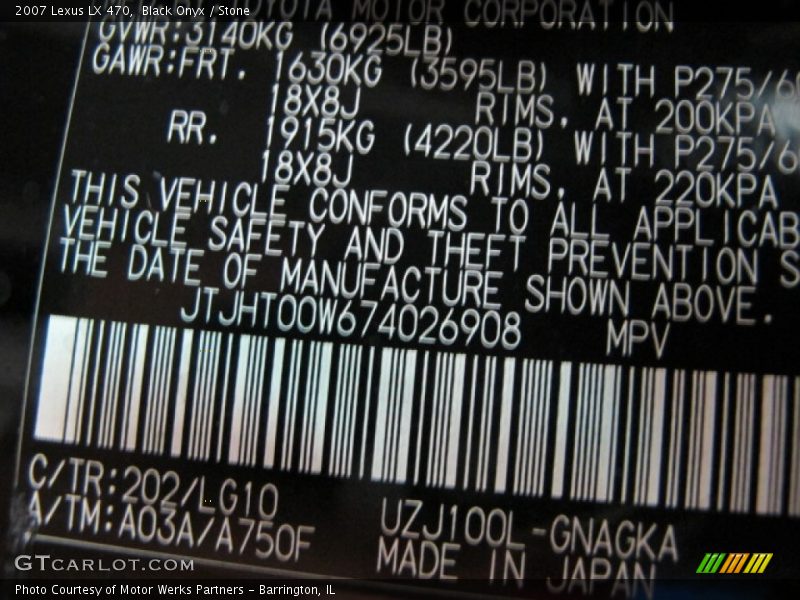 2007 Lexus LX 470, Black Onyx / Stone
TOYOTA MOTOR CORPORATION
GVWR:3140KG (6925LB)
GAWR:FRT. 1630KG (3595LB) WITH P275/6
18X8J RIMS, AT 200KPA
RR. 1915KG (4220LB) WITH P275/6
18X8J RIMS, AT 220KPA
THIS VEHICLE CONFORMS TO ALL APPLICAB
VEHICLE SAFETY AND THEFT PREVENTION S
THE DATE OF MANUFACTURE SHOWN ABOVE.
JTJHT00W674026908 MPV
C/TR:202/LG10
A/TM:A03A/A750F
UZJ100L-GNAGKA
MADE IN JAPAN
GTCARLOT.COM
Photo Courtesy of Motor Werks Partners - Barrington, IL